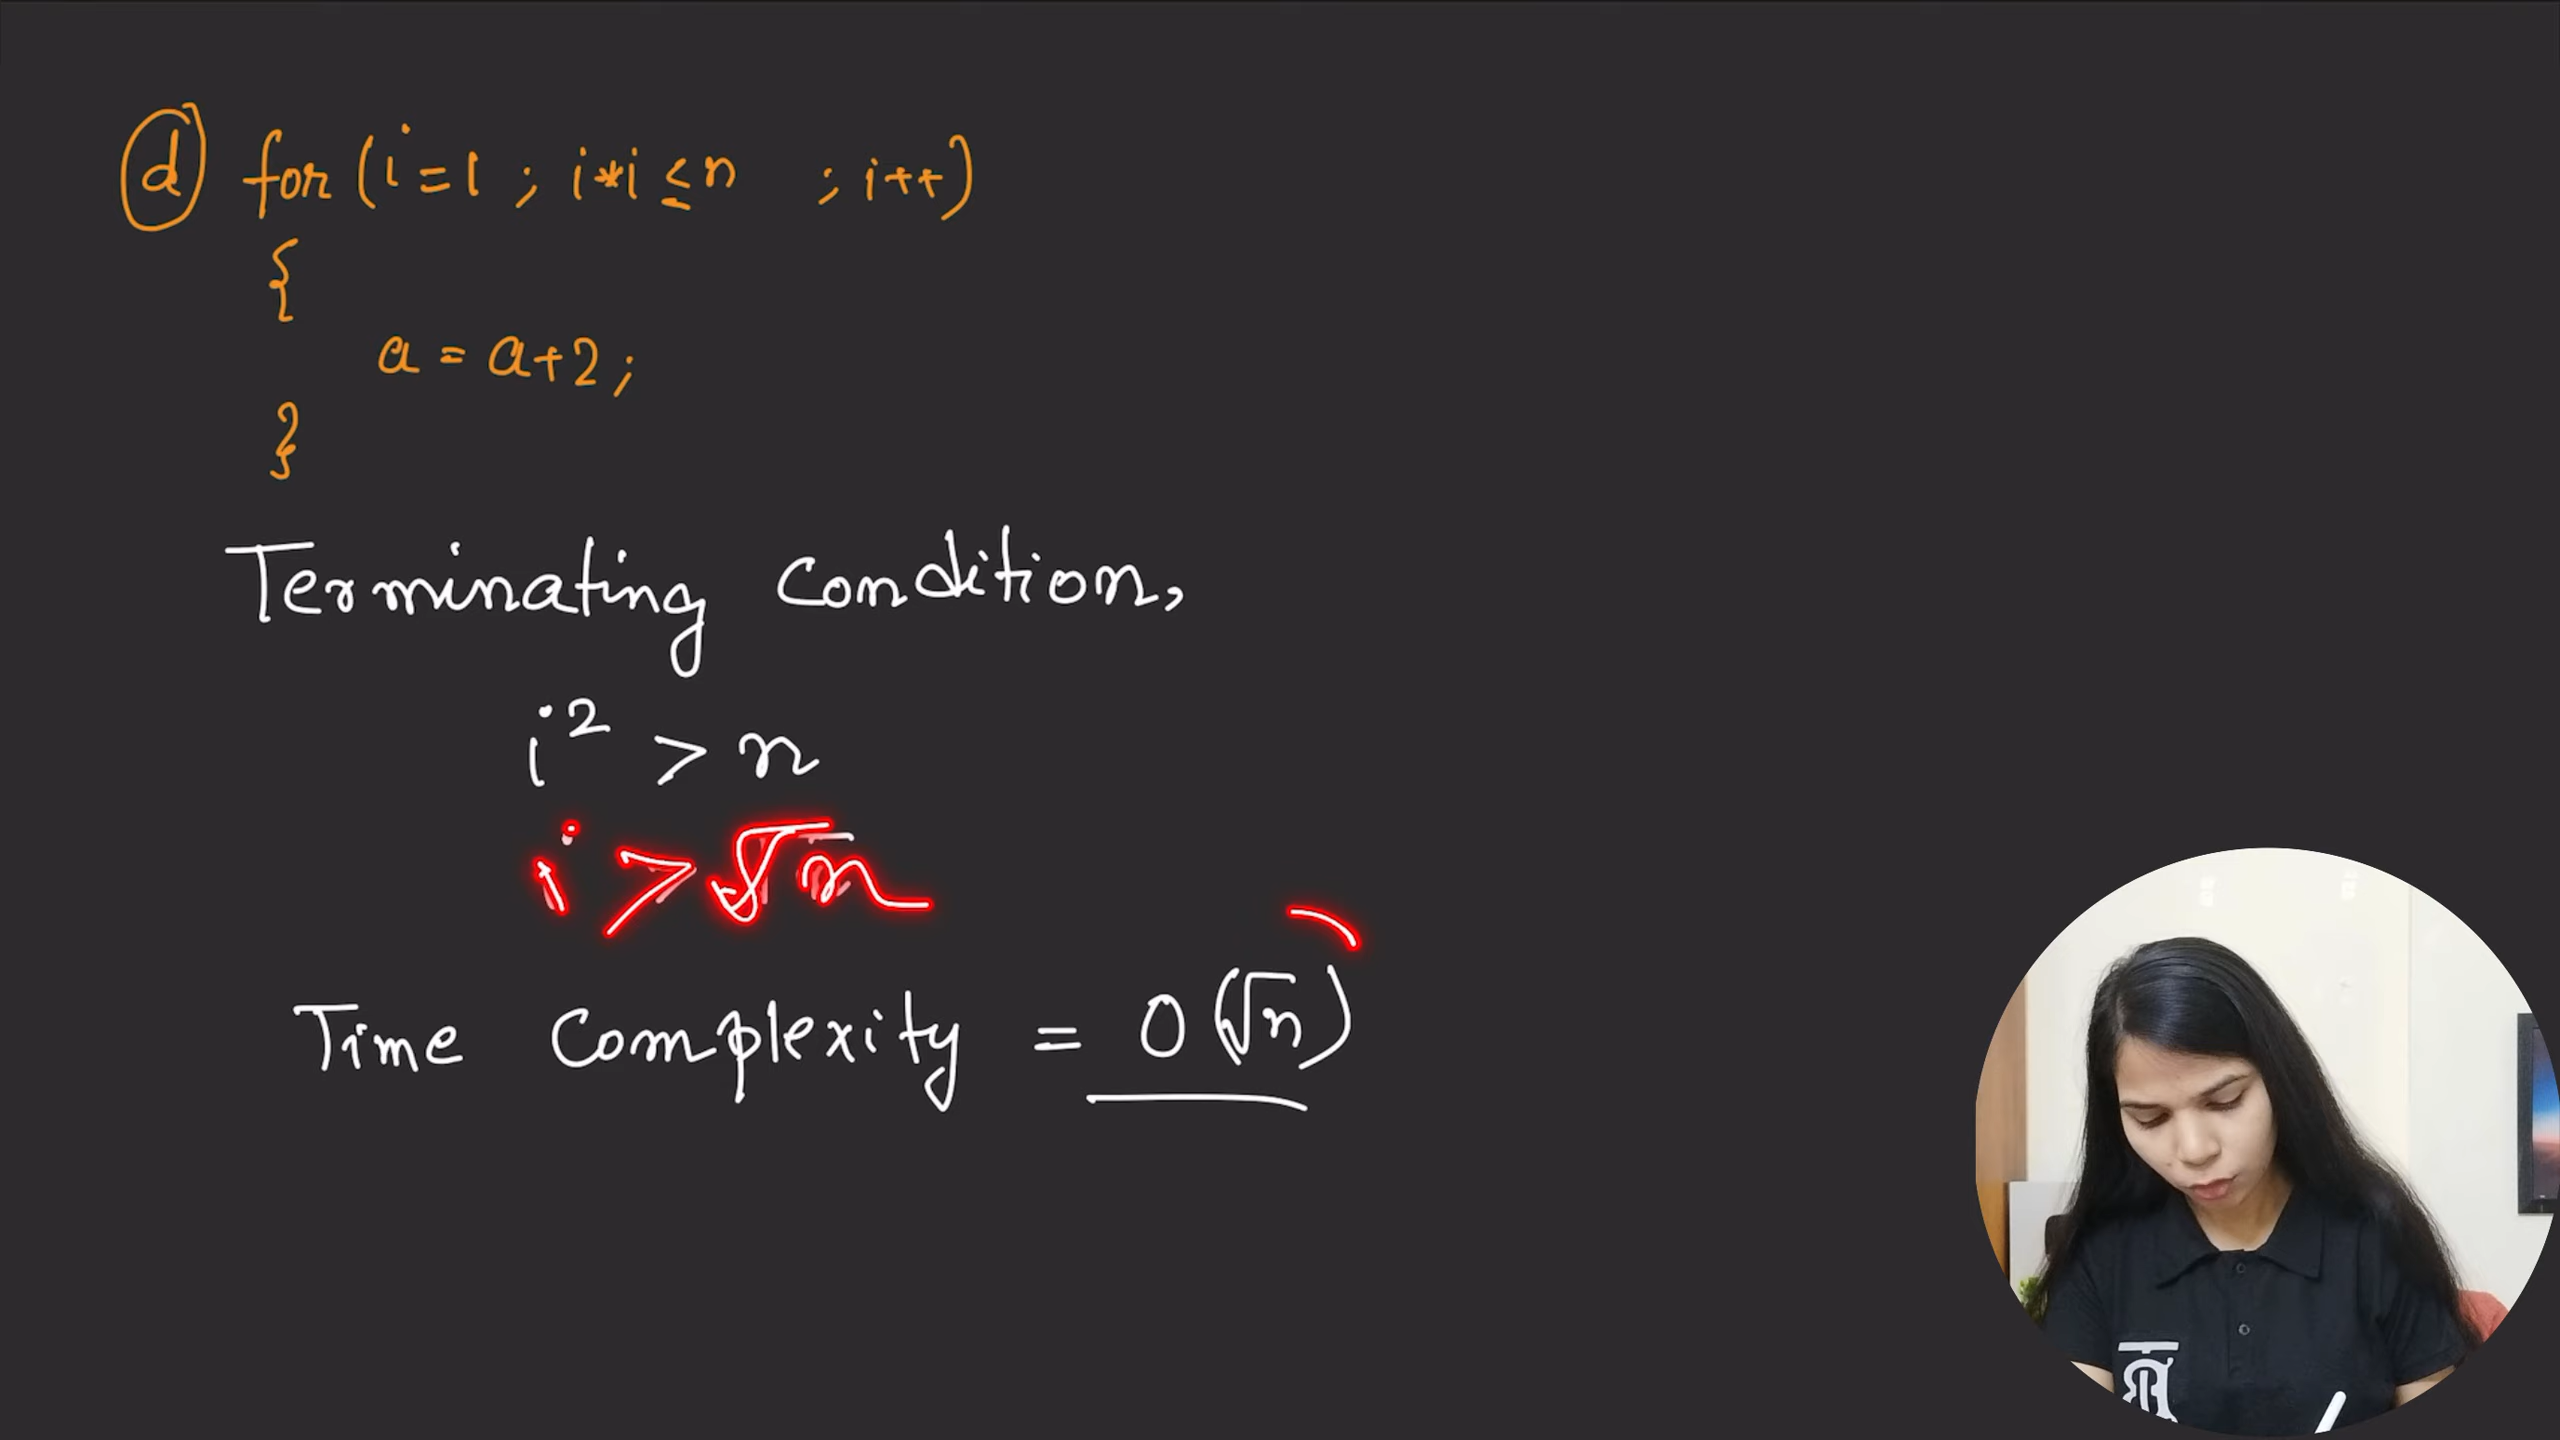 d for (i=1 ; i*i ≤ n ; i++)
{
a = a+2;
}
Terminating condition,
i² > n
i > √n
Time Complexity = O(√n)